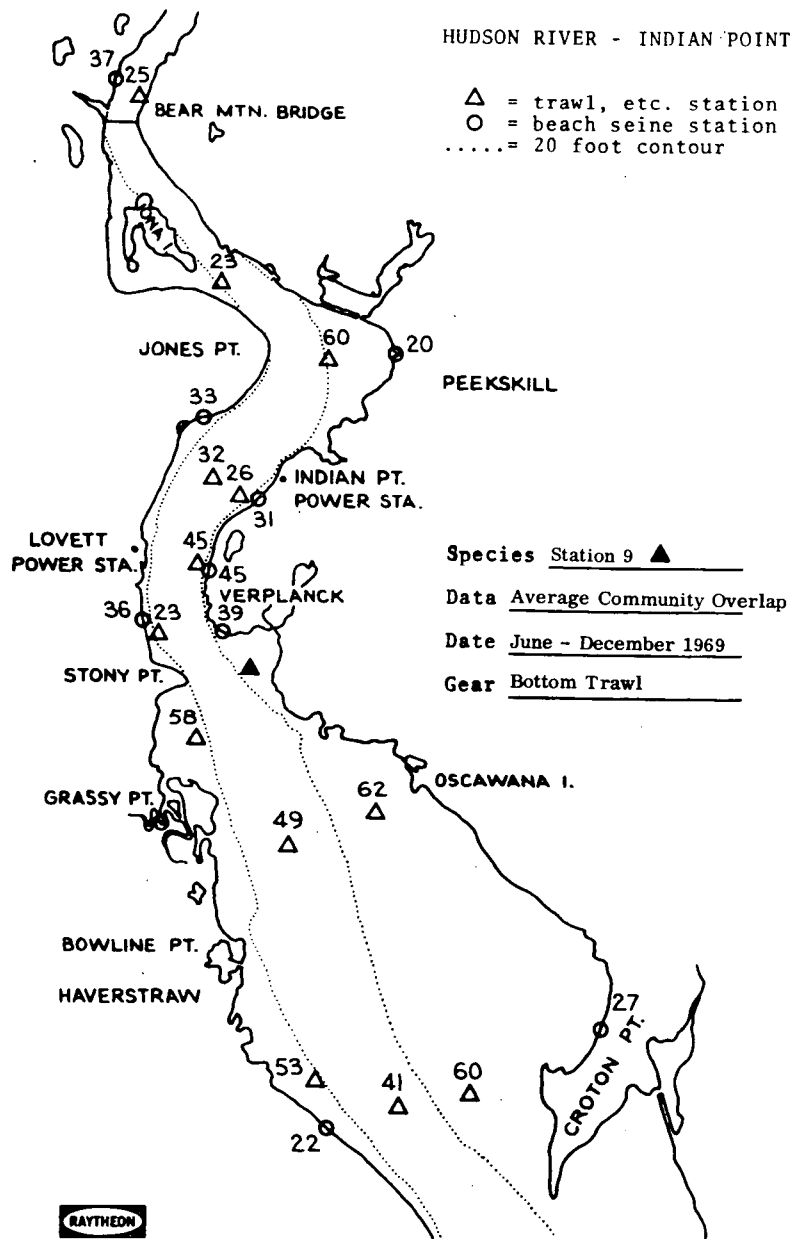 HUDSON RIVER - INDIAN POINT
△ = trawl, etc. station
○ = beach seine station
.....= 20 foot contour
37
25
BEAR MTN. BRIDGE
IONA I.
23
JONES PT.
60
20
PEEKSKILL
33
32
26
INDIAN PT.
POWER STA.
31
LOVETT
POWER STA.
45
45
VERPLANCK
36
23
39
STONY PT.
Species Station 9 ▲
Data Average Community Overlap
Date June - December 1969
Gear Bottom Trawl
58
GRASSY PT.
62
OSCAWANA I.
49
BOWLINE PT.
HAVERSTRAW
27
CROTON PT.
53
41
60
22
RAYTHEON